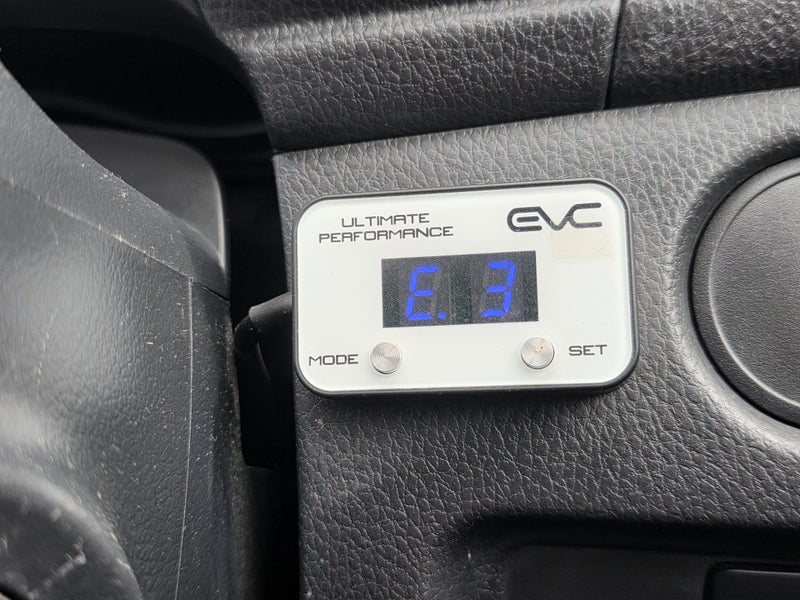 ULTIMATE
PERFORMANCE
EVC
E. 3
MODE
SET